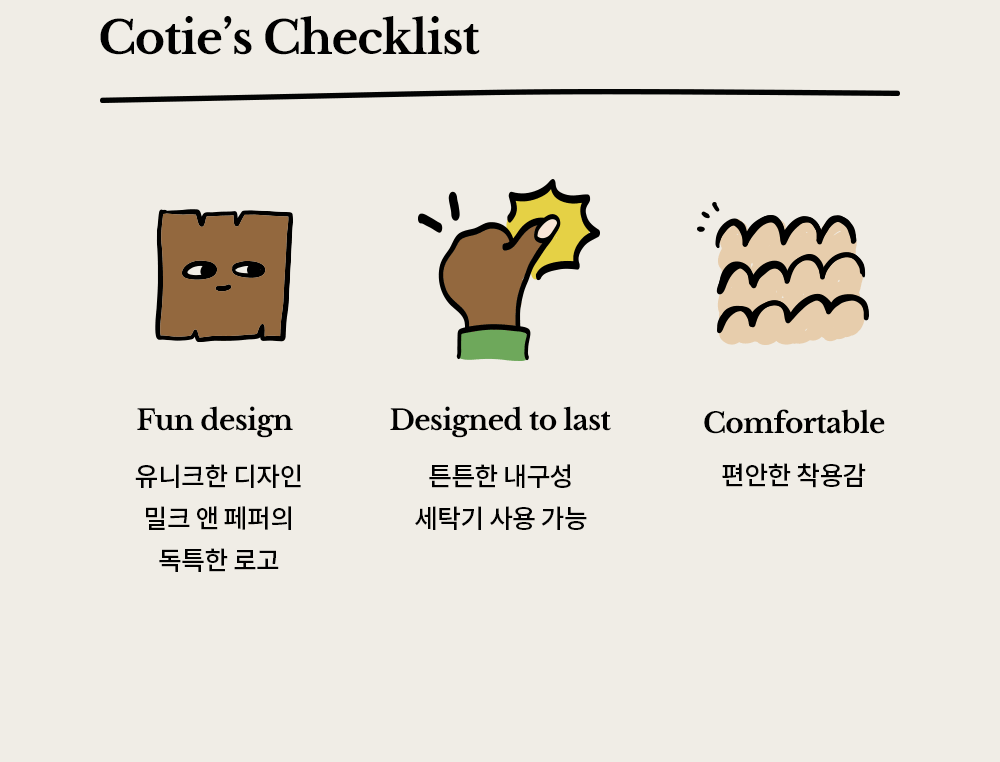 Cotie’s Checklist
Fun design
유니크한 디자인
밀크 앤 페퍼의
독특한 로고
Designed to last
튼튼한 내구성
세탁기 사용 가능
Comfortable
편안한 착용감